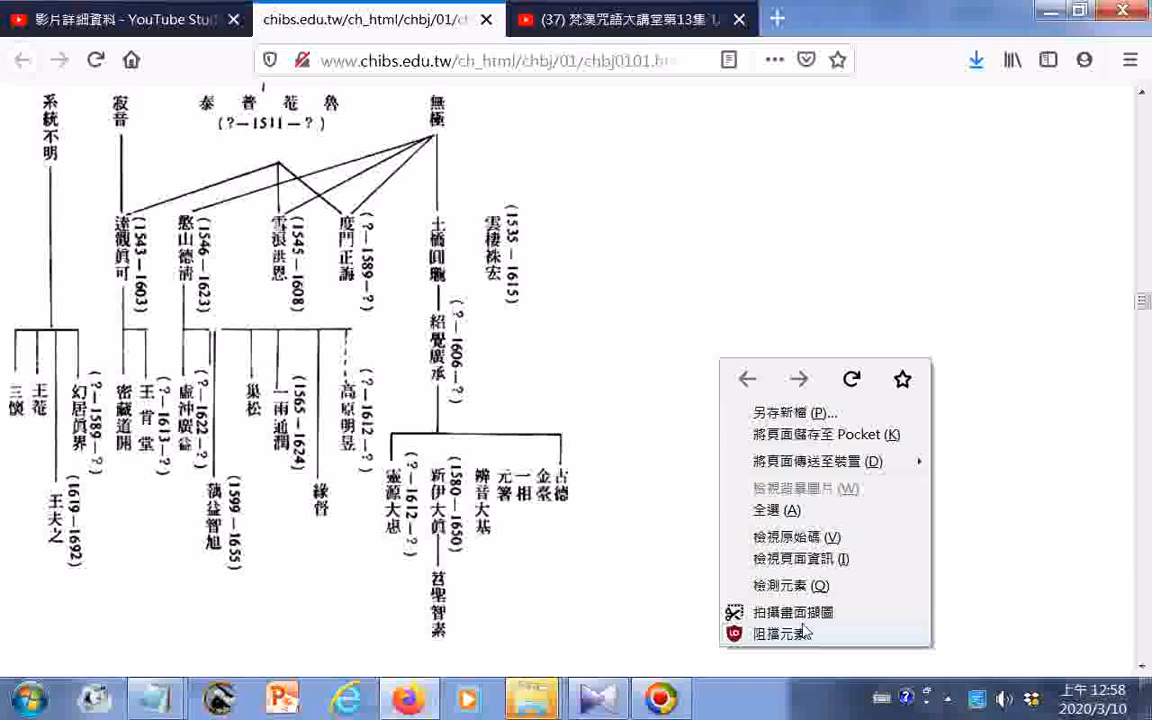 影片詳細資料 - YouTube Stu
chibs.edu.tw/ch_html/chbj/01/c
(37) 梵漢咒語大講堂第13集
www.chibs.edu.tw/ch_html/chbj/01/chbj0101.h
系統不明
寂音
泰菴
普魯
(?—1511—?)
無極
達觀眞可
(1543—1603)
憨山德清
(1546—1623)
雪浪洪恩
(1545—1608)
度門正誨
(?—1589—?)
土橋圓瓏
雲棲袾宏
(1535—1615)
紹覺廣承
(?—1606—?)
三懷
王菴
王夫之
(1619—1692)
幻居眞界
(?—1589—?)
密藏道開
王肯堂
(?—1613—?)
虛沖廣益
(?—1622—?)
蕅益智旭
(1599—1655)
巢松
一雨通潤
(1565—1624)
緣督
高原明昱
(?—1612—?)
靈源大惠
(?—1612—?)
新伊大眞
(1580—1650)
苕聖智素
辨音大基
元箸
一相
金臺
古德
另存新檔 (P)...
將頁面儲存至 Pocket (K)
將頁面傳送至裝置 (D)
檢視背景圖片 (W)
全選 (A)
檢視原始碼 (V)
檢視頁面資訊 (I)
檢測元素 (Q)
拍攝畫面擷圖
阻擋元素
上午 12:58
2020/3/10